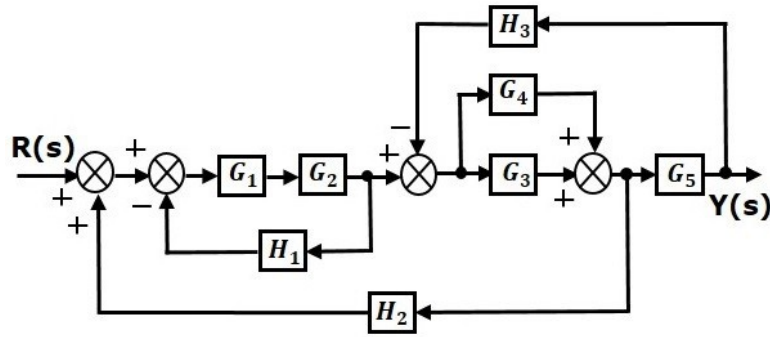 H₃
G₄
R(s) + + − + G₁ G₂ − + G₃ + + G₅ Y(s)
+ − H₁
H₂